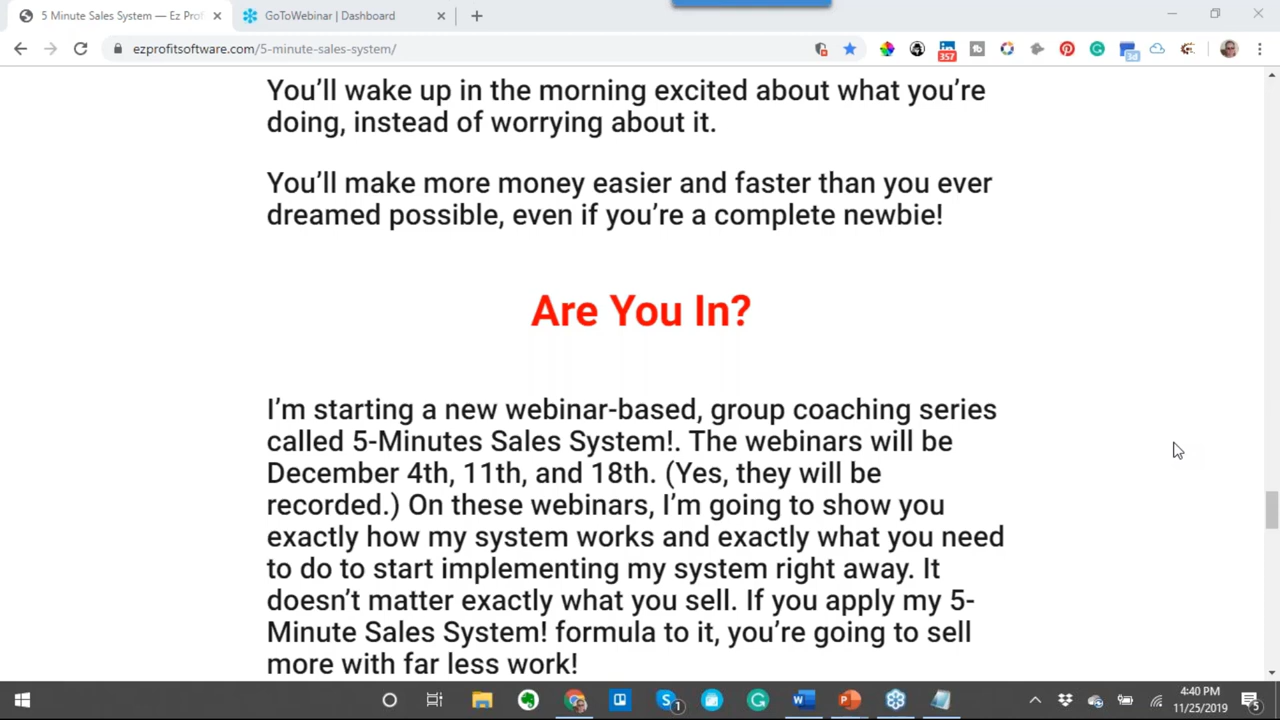 5 Minute Sales System — Ez Prof
GoToWebinar | Dashboard
ezprofitsoftware.com/5-minute-sales-system/
357
3d
You'll wake up in the morning excited about what you're
doing, instead of worrying about it.
You'll make more money easier and faster than you ever
dreamed possible, even if you're a complete newbie!
Are You In?
I'm starting a new webinar-based, group coaching series
called 5-Minutes Sales System!. The webinars will be
December 4th, 11th, and 18th. (Yes, they will be
recorded.) On these webinars, I'm going to show you
exactly how my system works and exactly what you need
to do to start implementing my system right away. It
doesn't matter exactly what you sell. If you apply my 5-
Minute Sales System! formula to it, you're going to sell
more with far less work!
1
4:40 PM
11/25/2019
5